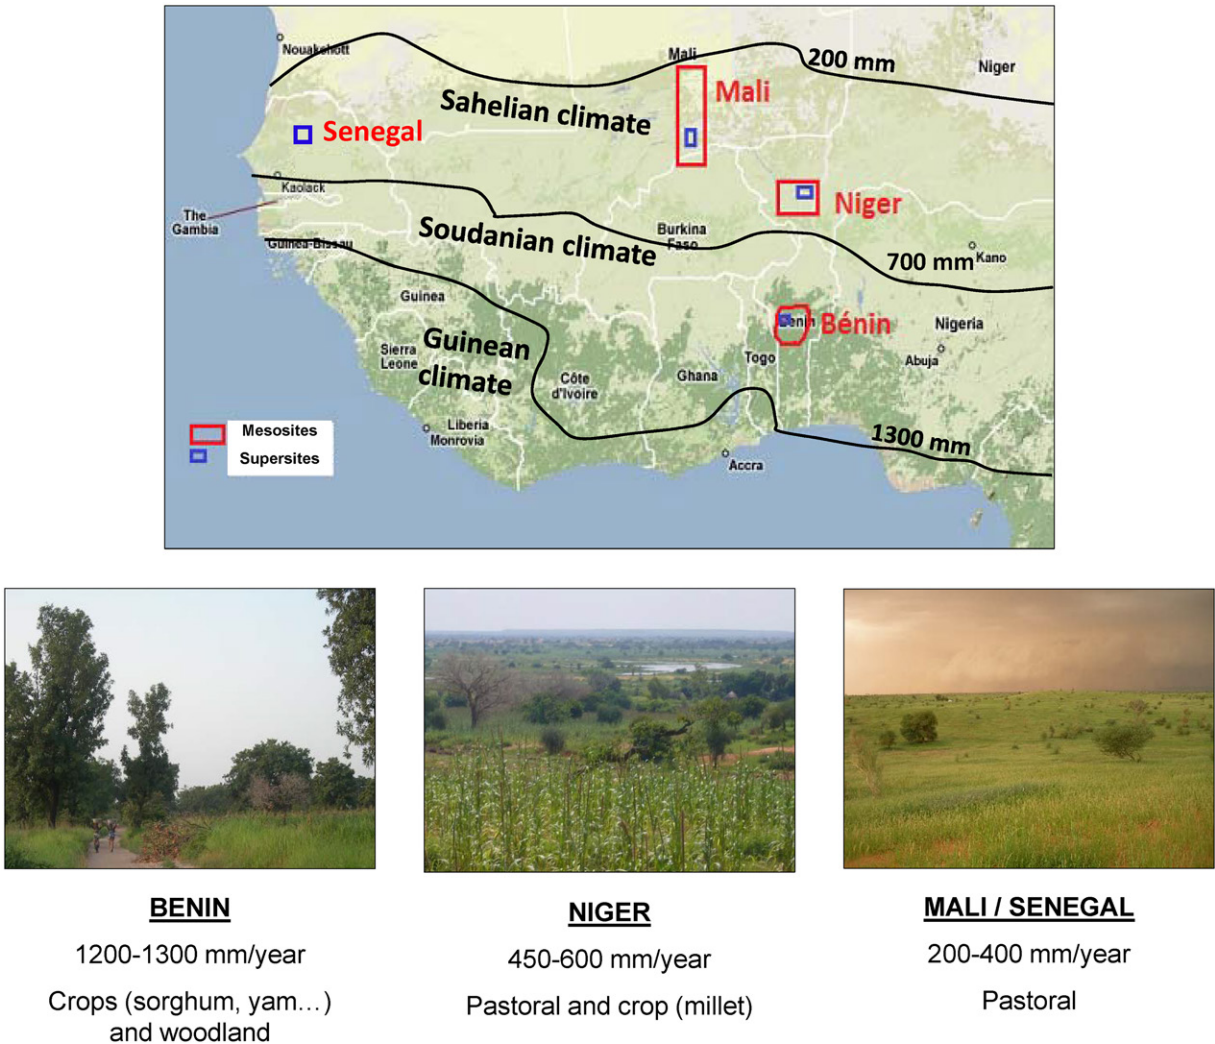 Nouakchott
Mali
200 mm
Niger
Mali
Sahelian climate
Senegal
Kaolack
Niger
The
Gambia
Soudanian climate
Burkina
Faso
Guinea-Bissau
700 mm
Kano
Guinea
Guinean
climate
Benin
Bénin
Nigeria
Sierra
Leone
Togo
Abuja
Côte
d'Ivoire
Ghana
Liberia
Monrovia
1300 mm
Accra
Mesosites
Supersites
BENIN
1200-1300 mm/year
Crops (sorghum, yam…)
and woodland
NIGER
450-600 mm/year
Pastoral and crop (millet)
MALI / SENEGAL
200-400 mm/year
Pastoral